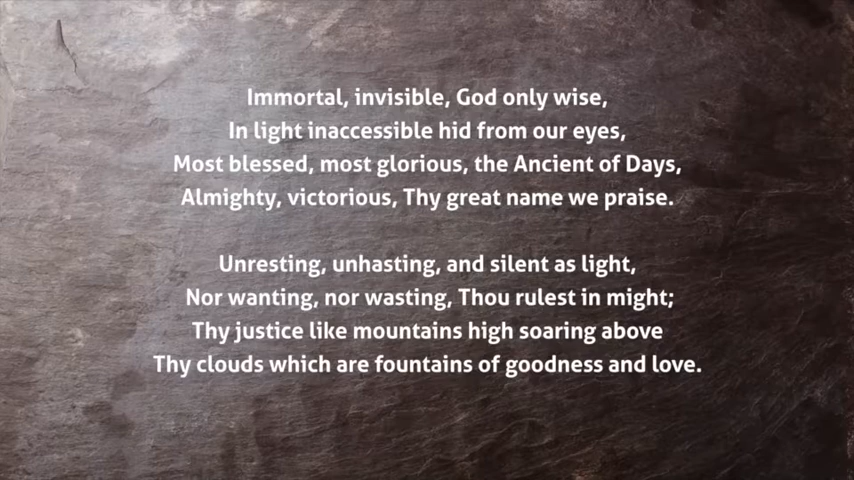 Immortal, invisible, God only wise,
In light inaccessible hid from our eyes,
Most blessed, most glorious, the Ancient of Days,
Almighty, victorious, Thy great name we praise.
Unresting, unhasting, and silent as light,
Nor wanting, nor wasting, Thou rulest in might;
Thy justice like mountains high soaring above
Thy clouds which are fountains of goodness and love.